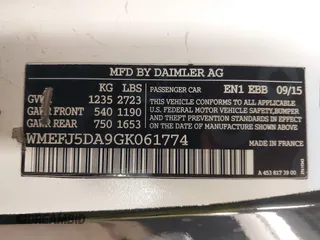 MFD BY DAIMLER AG
KG LBS PASSENGER CAR EN1 EBB 09/15
GVW 1235 2723
GAWR FRONT 540 1190
GAWR REAR 750 1653
THIS VEHICLE CONFORMS TO ALL APPLICABLE
U.S. FEDERAL MOTOR VEHICLE SAFETY, BUMPER
AND THEFT PREVENTION STANDARDS IN EFFECT
ON THE DATE OF MANUFACTURE SHOWN ABOVE.
WMEFJ5DA9GK061774
A 453 817 39 00
MADE IN FRANCE